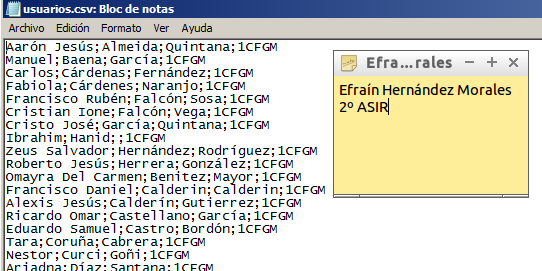 usuarios.csv: Bloc de notas
Archivo Edición Formato Ver Ayuda
Aarón Jesús;Almeida;Quintana;1CFGM
Manuel;Baena;García;1CFGM
Carlos;Cárdenas;Fernández;1CFGM
Fabiola;Cárdenes;Naranjo;1CFGM
Francisco Rubén;Falcón;Sosa;1CFGM
Cristian Ione;Falcón;Vega;1CFGM
Cristo José;García;Quintana;1CFGM
Ibrahim;Hanid;;1CFGM
Zeus Salvador;Hernández;Rodríguez;1CFGM
Roberto Jesús;Herrera;González;1CFGM
Omayra Del Carmen;Benitez;Mayor;1CFGM
Francisco Daniel;Calderin;Calderin;1CFGM
Alexis Jesús;Calderín;Gutierrez;1CFGM
Ricardo Omar;Castellano;García;1CFGM
Eduardo Samuel;Castro;Bordón;1CFGM
Tara;Coruña;Cabrera;1CFGM
Nestor;Curci;Goñi;1CFGM
Ariadna;Díaz;Santana;1CFGM
Efra...rales
Efraín Hernández Morales
2º ASIR